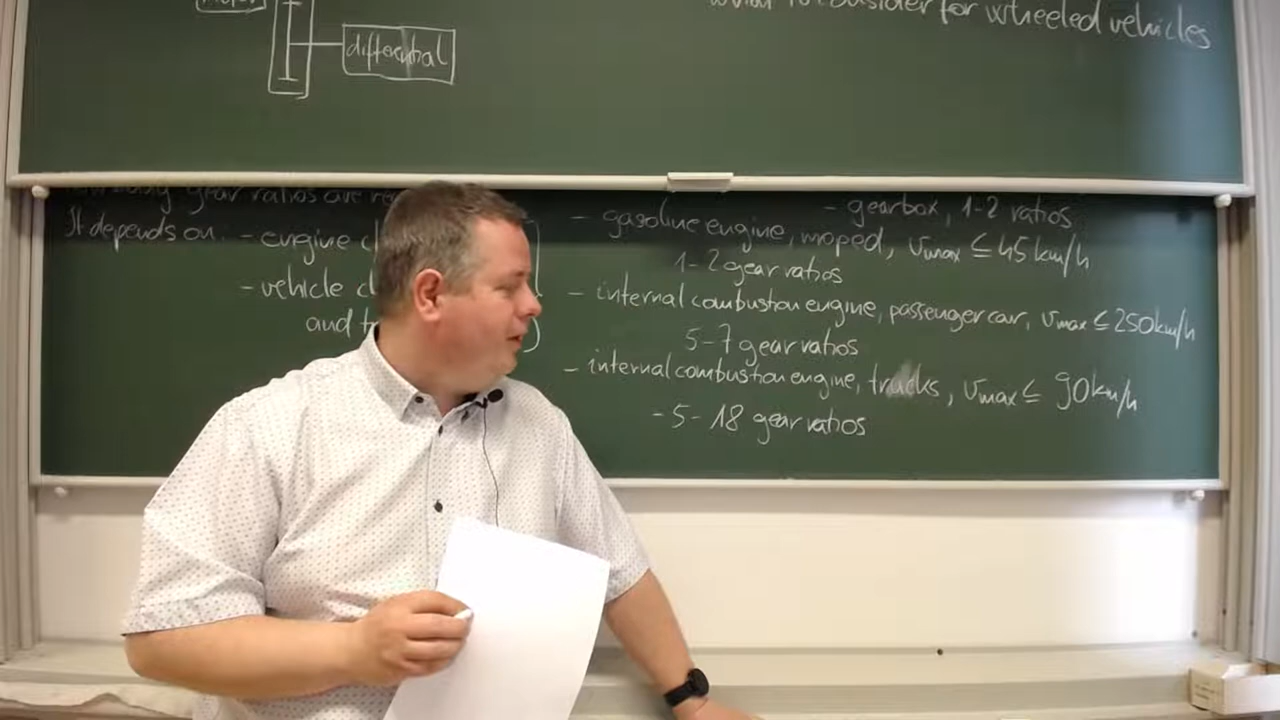 differential
what to consider for wheeled vehicles
many gear ratios are
It depends on - engine
- vehicle
and
- gearbox, 1-2 ratios
- gasoline engine, moped, vmax ≤ 45 km/h
1-2 gear ratios
- internal combustion engine, passenger car, vmax ≤ 250 km/h
5-7 gear ratios
- internal combustion engine, trucks, vmax ≤ 90 km/h
- 5-18 gear ratios